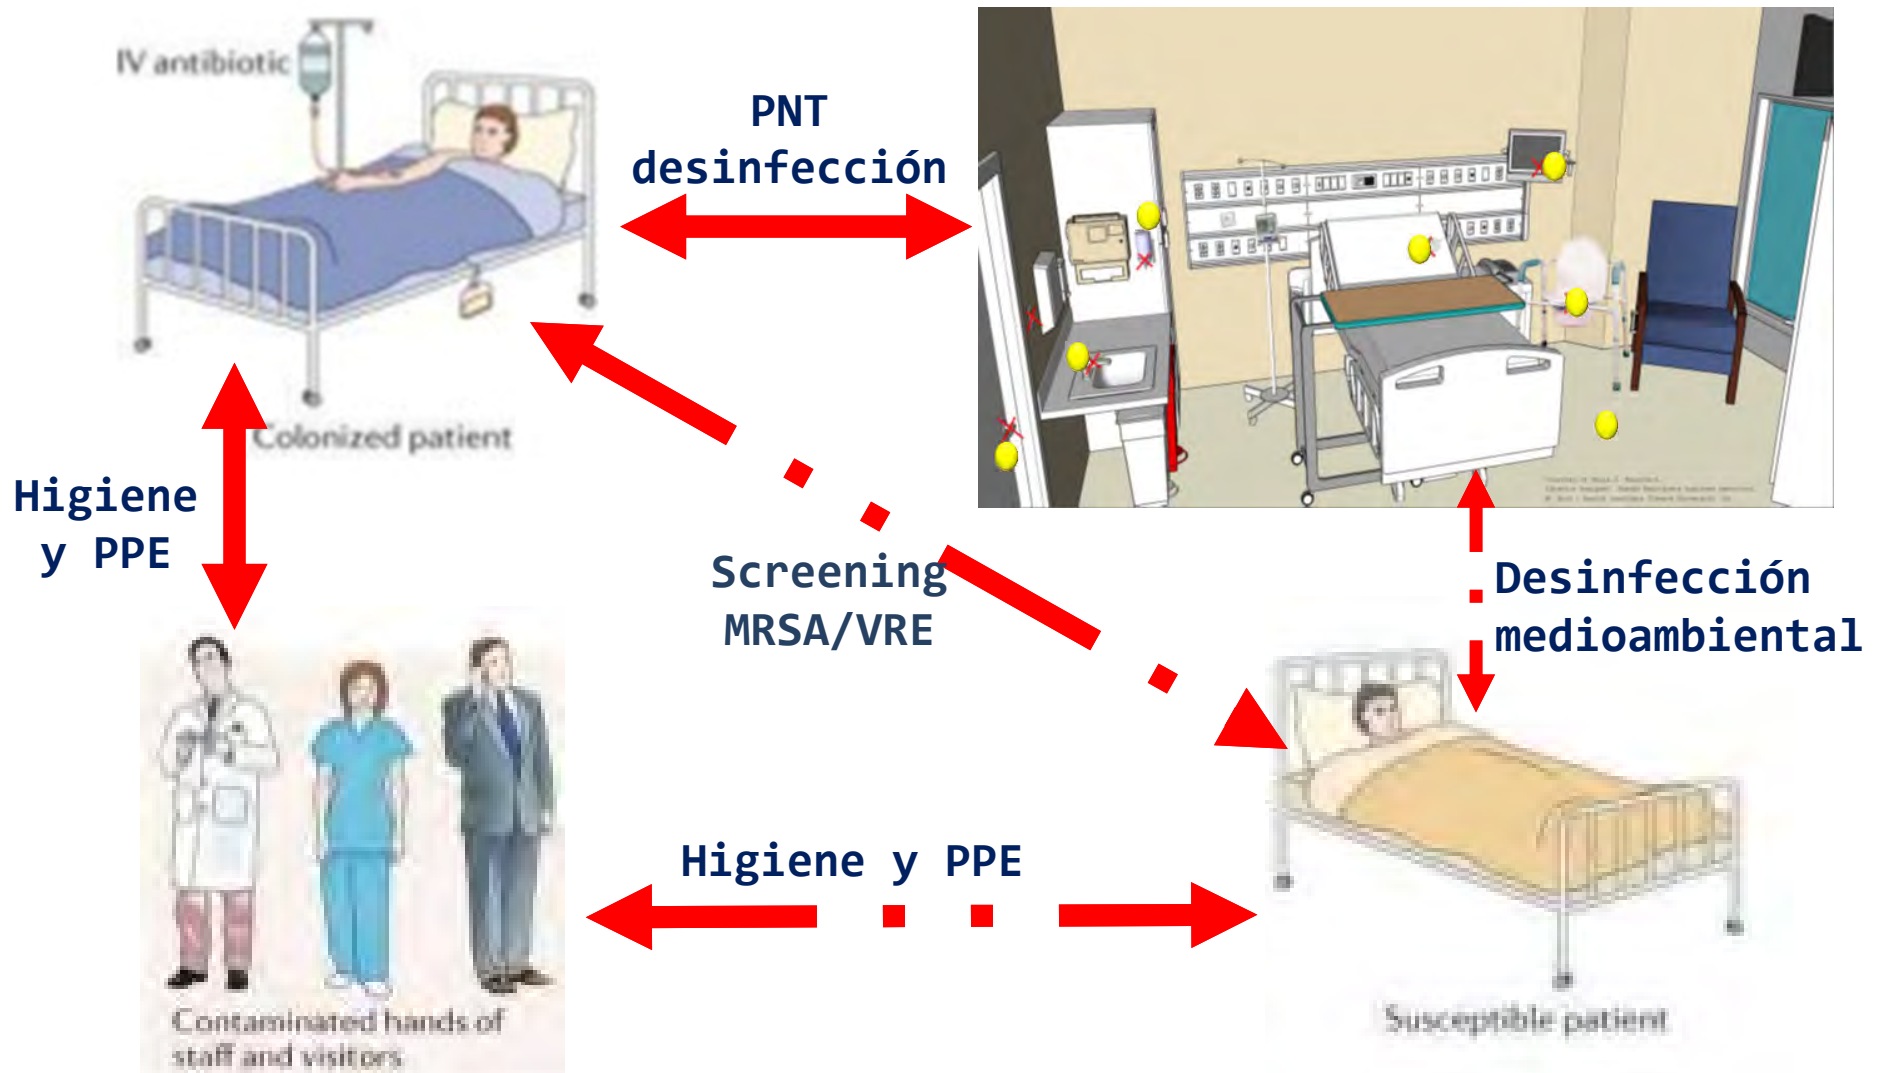 IV antibiotic
PNT
desinfección
Colonized patient
Higiene
y PPE
Screening
MRSA/VRE
Desinfección
medioambiental
Higiene y PPE
Contaminated hands of
staff and visitors
Susceptible patient